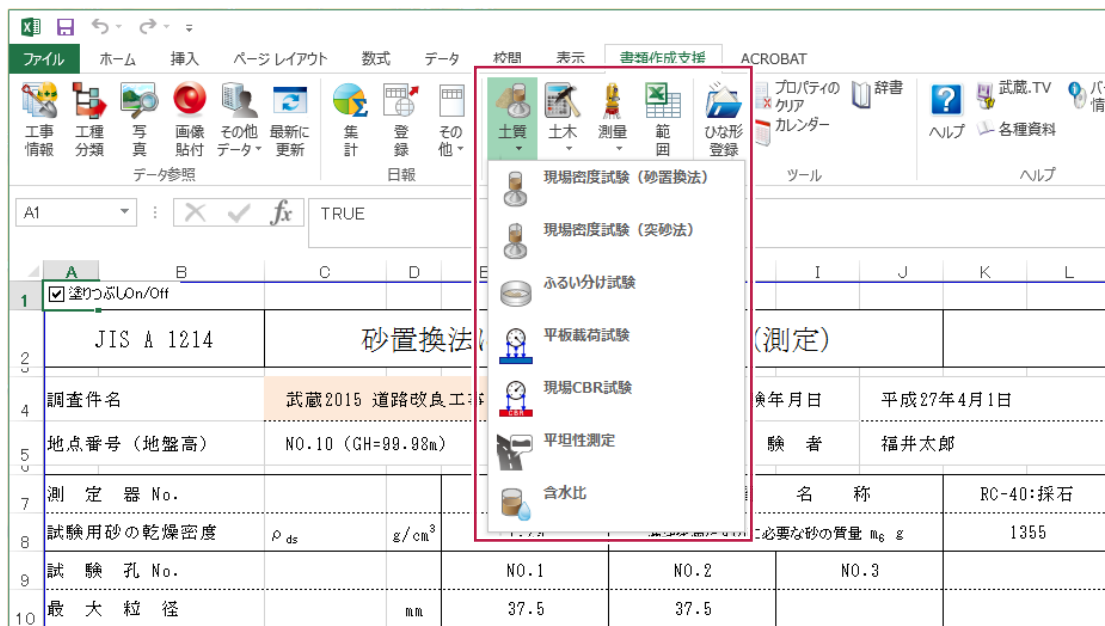 ファイル ホーム 挿入 ページ レイアウト 数式 データ 校閲 表示 書類作成支援 ACROBAT
工事情報 工種分類 写真 画像貼付 その他データ 最新に更新 集計 登録 その他 土質 土木 測量 範囲 ひな形登録 プロパティのクリア カレンダー 辞書 ヘルプ 武蔵.TV 各種資料
データ参照 日報 ツール ヘルプ
現場密度試験（砂置換法）
現場密度試験（突砂法）
ふるい分け試験
平板載荷試験
現場CBR試験
平坦性測定
含水比
A1 fx TRUE
A B C D E I J K L
1 塗りつぶしOn/Off
2 JIS A 1214 砂置換法に （測定）
3
4 調査件名 武蔵2015 道路改良工事 験年月日 平成27年4月1日
5 地点番号（地盤高） NO.10 (GH=99.98m) 験 者 福井太郎
6
7 測 定 器 No. 名 称 RC-40:採石
8 試験用砂の乾燥密度 ρds g/cm³ に必要な砂の質量 m6 g 1355
9 試 験 孔 No. NO.1 NO.2 NO.3
10 最 大 粒 径 mm 37.5 37.5